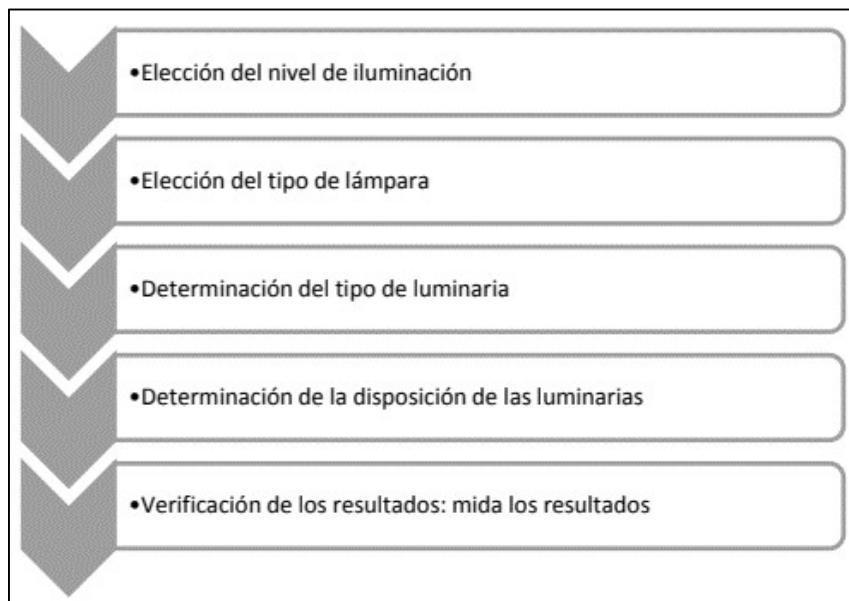 •Elección del nivel de iluminación
•Elección del tipo de lámpara
•Determinación del tipo de luminaria
•Determinación de la disposición de las luminarias
•Verificación de los resultados: mida los resultados